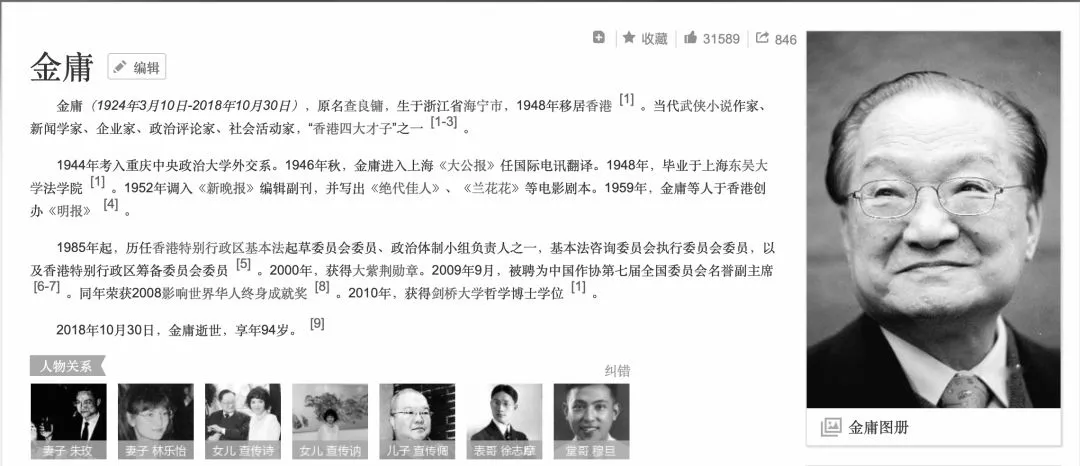 收藏 31589 846
金庸 编辑
金庸（1924年3月10日-2018年10月30日），原名查良镛，生于浙江省海宁市，1948年移居香港 [1] 。当代武侠小说作家、
新闻学家、企业家、政治评论家、社会活动家，“香港四大才子”之一 [1-3] 。
1944年考入重庆中央政治大学外交系。1946年秋，金庸进入上海《大公报》任国际电讯翻译。1948年，毕业于上海东吴大
学法学院 [1] 。1952年调入《新晚报》编辑副刊，并写出《绝代佳人》、《兰花花》等电影剧本。1959年，金庸等人于香港创
办《明报》 [4] 。
1985年起，历任香港特别行政区基本法起草委员会委员、政治体制小组负责人之一，基本法咨询委员会执行委员会委员，以
及香港特别行政区筹备委员会委员 [5] 。2000年，获得大紫荆勋章。2009年9月，被聘为中国作协第七届全国委员会名誉副主席
[6-7] 。同年荣获2008影响世界华人终身成就奖 [8] 。2010年，获得剑桥大学哲学博士学位 [1] 。
2018年10月30日，金庸逝世，享年94岁。 [9]
人物关系 纠错
妻子 朱玫 妻子 林乐怡 女儿 查传诗 女儿 查传讷 儿子 查传倜 表哥 徐志摩 堂哥 穆旦
金庸图册